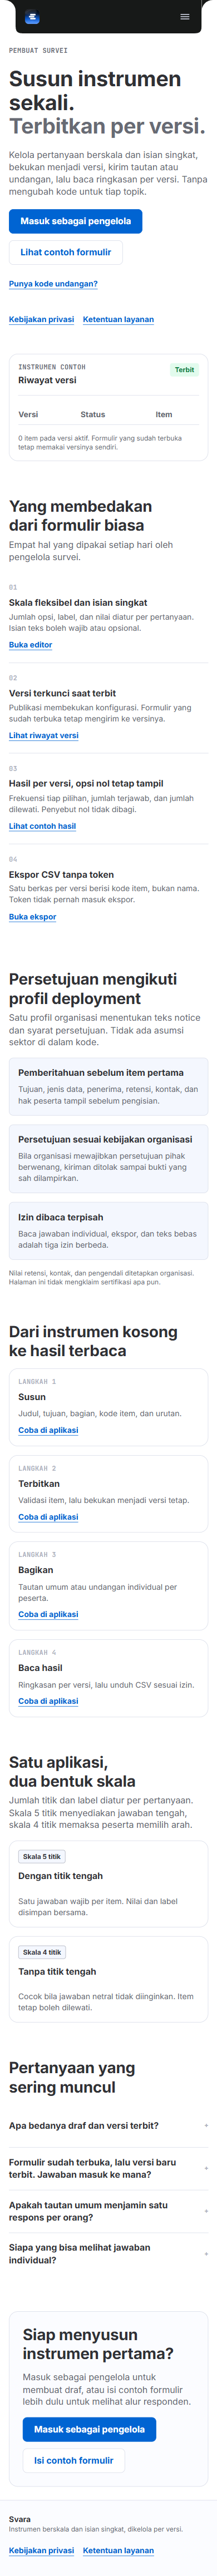 PEMBUAT SURVEI
Susun instrumen
sekali.
Terbitkan per versi.
Kelola pertanyaan berskala dan isian singkat,
bekukan menjadi versi, kirim tautan atau
undangan, lalu baca ringkasan per versi. Tanpa
mengubah kode untuk tiap topik.
Masuk sebagai pengelola
Lihat contoh formulir
Punya kode undangan?
Kebijakan privasi Ketentuan layanan
INSTRUMEN CONTOH
Terbit
Riwayat versi
Versi Status Item
0 item pada versi aktif. Formulir yang sudah terbuka
tetap memakai versinya sendiri.
Yang membedakan
dari formulir biasa
Empat hal yang dipakai setiap hari oleh
pengelola survei.
01
Skala fleksibel dan isian singkat
Jumlah opsi, label, dan nilai diatur per pertanyaan.
Isian teks boleh wajib atau opsional.
Buka editor
02
Versi terkunci saat terbit
Publikasi membekukan konfigurasi. Formulir yang
sudah terbuka tetap mengirim ke versinya.
Lihat riwayat versi
03
Hasil per versi, opsi nol tetap tampil
Frekuensi tiap pilihan, jumlah terjawab, dan jumlah
dilewati. Penyebut nol tidak dibagi.
Lihat contoh hasil
04
Ekspor CSV tanpa token
Satu berkas per versi berisi kode item, bukan nama.
Token tidak pernah masuk ekspor.
Buka ekspor
Persetujuan mengikuti
profil deployment
Satu profil organisasi menentukan teks notice
dan syarat persetujuan. Tidak ada asumsi
sektor di dalam kode.
Pemberitahuan sebelum item pertama
Tujuan, jenis data, penerima, retensi, kontak, dan
hak peserta tampil sebelum pengisian.
Persetujuan sesuai kebijakan organisasi
Bila organisasi mewajibkan persetujuan pihak
berwenang, kiriman ditolak sampai bukti yang
sah dilampirkan.
Izin dibaca terpisah
Baca jawaban individual, ekspor, dan teks bebas
adalah tiga izin berbeda.
Nilai retensi, kontak, dan pengendali ditetapkan organisasi.
Halaman ini tidak mengklaim sertifikasi apa pun.
Dari instrumen kosong
ke hasil terbaca
LANGKAH 1
Susun
Judul, tujuan, bagian, kode item, dan urutan.
Coba di aplikasi
LANGKAH 2
Terbitkan
Validasi item, lalu bekukan menjadi versi tetap.
Coba di aplikasi
LANGKAH 3
Bagikan
Tautan umum atau undangan individual per
peserta.
Coba di aplikasi
LANGKAH 4
Baca hasil
Ringkasan per versi, lalu unduh CSV sesuai izin.
Coba di aplikasi
Satu aplikasi,
dua bentuk skala
Jumlah titik dan label diatur per pertanyaan.
Skala 5 titik menyediakan jawaban tengah,
skala 4 titik memaksa peserta memilih arah.
Skala 5 titik
Dengan titik tengah
Satu jawaban wajib per item. Nilai dan label
disimpan bersama.
Skala 4 titik
Tanpa titik tengah
Cocok bila jawaban netral tidak diinginkan. Item
tetap boleh dilewati.
Pertanyaan yang
sering muncul
Apa bedanya draf dan versi terbit? +
Formulir sudah terbuka, lalu versi baru
terbit. Jawaban masuk ke mana? +
Apakah tautan umum menjamin satu
respons per orang? +
Siapa yang bisa melihat jawaban
individual? +
Siap menyusun
instrumen pertama?
Masuk sebagai pengelola untuk
membuat draf, atau isi contoh formulir
lebih dulu untuk melihat alur responden.
Masuk sebagai pengelola
Isi contoh formulir
Svara
Instrumen berskala dan isian singkat, dikelola per versi.
Kebijakan privasi Ketentuan layanan